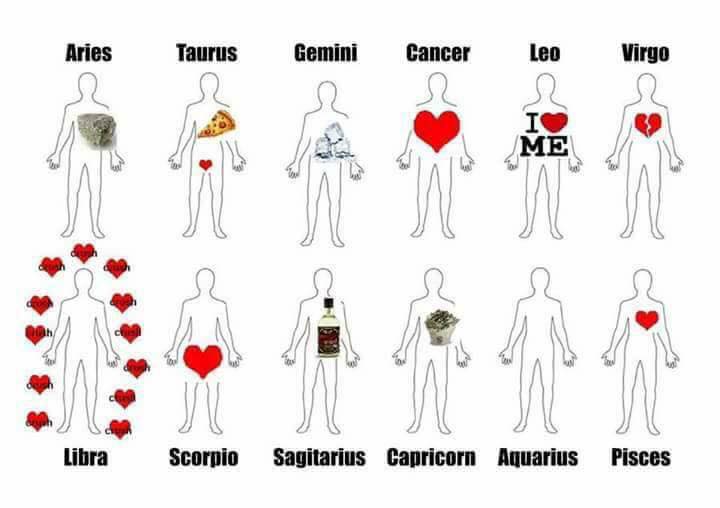 Aries Taurus Gemini Cancer Leo Virgo
I
ME
crush
crush crush
crush crush
crush crush
crush
crush
crush
crush
crush
Libra Scorpio Sagitarius Capricorn Aquarius Pisces